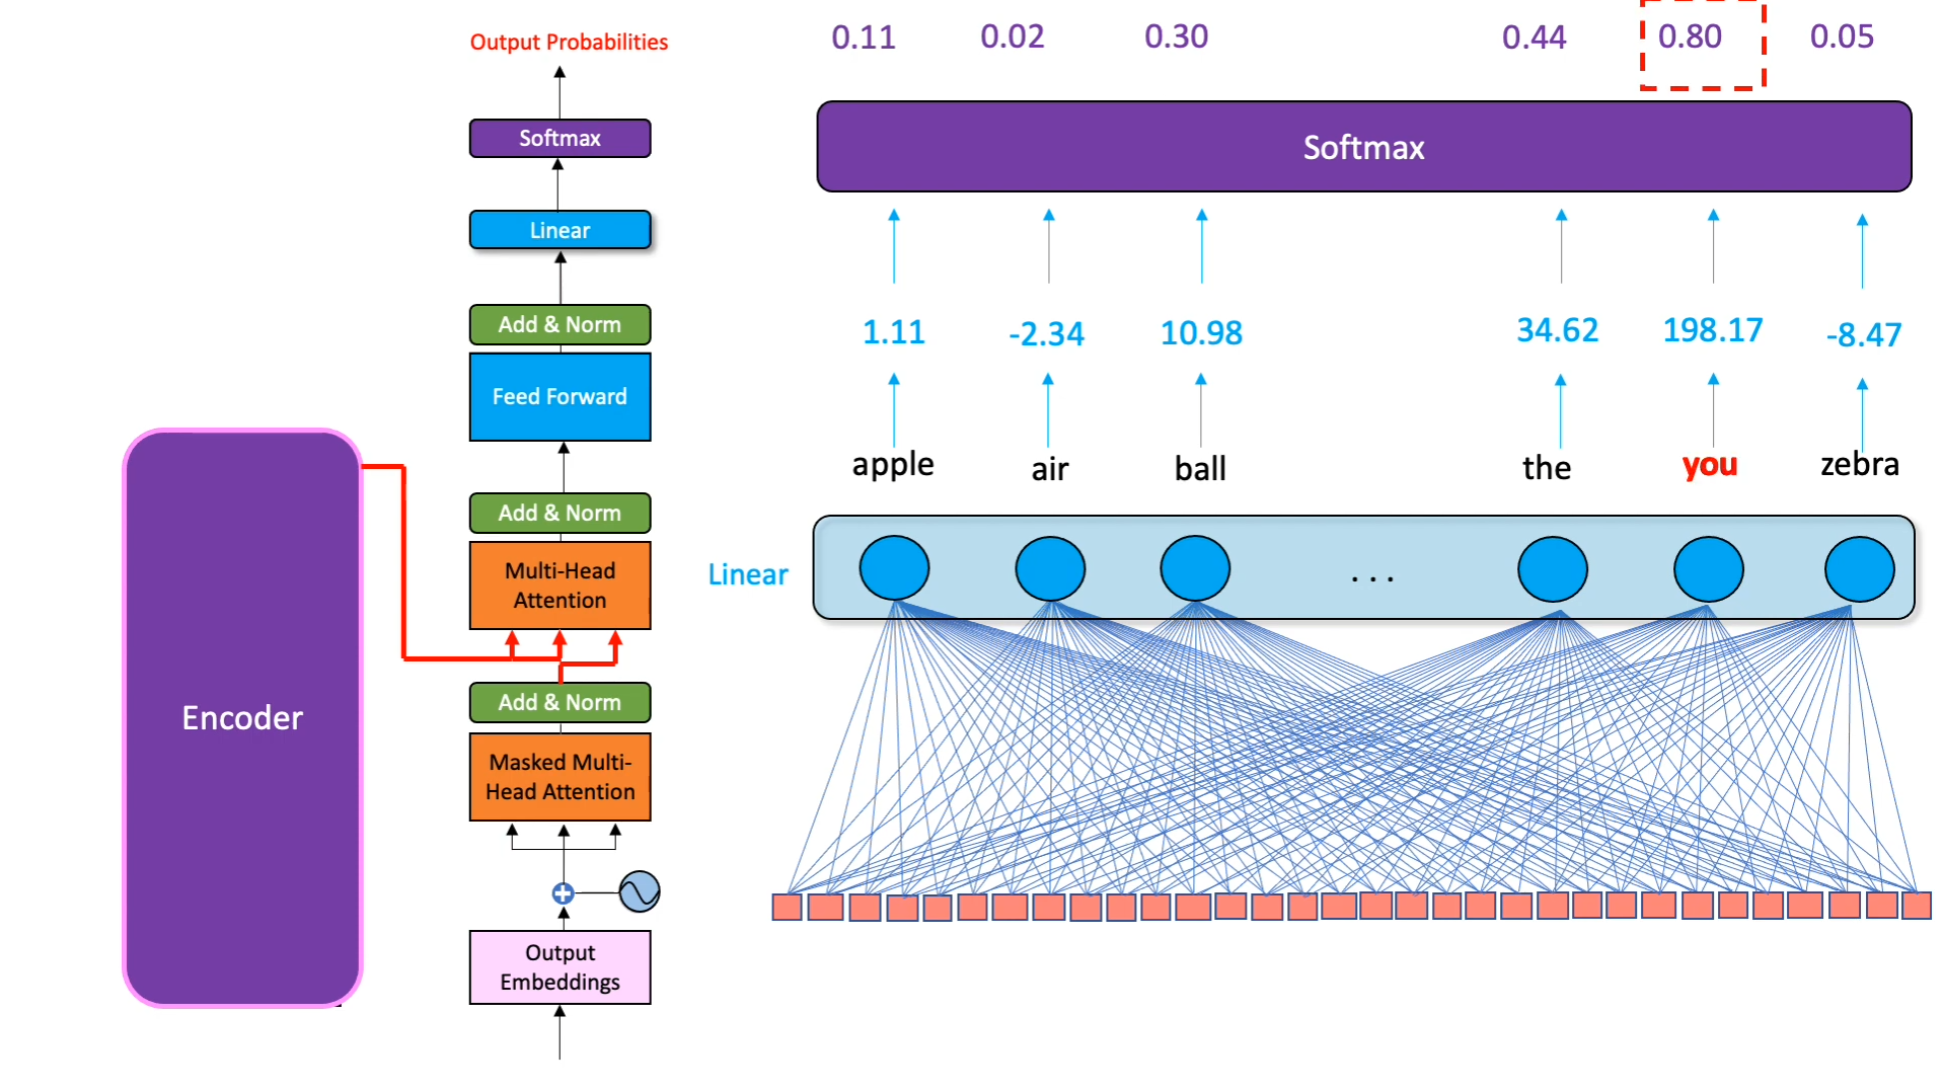 Output Probabilities
Softmax
Linear
Add & Norm
Feed Forward
Add & Norm
Multi-Head
Attention
Add & Norm
Masked Multi-
Head Attention
Output
Embeddings
Encoder
0.11 0.02 0.30 0.44 0.80 0.05
Softmax
1.11 -2.34 10.98 34.62 198.17 -8.47
apple air ball the you zebra
Linear ...